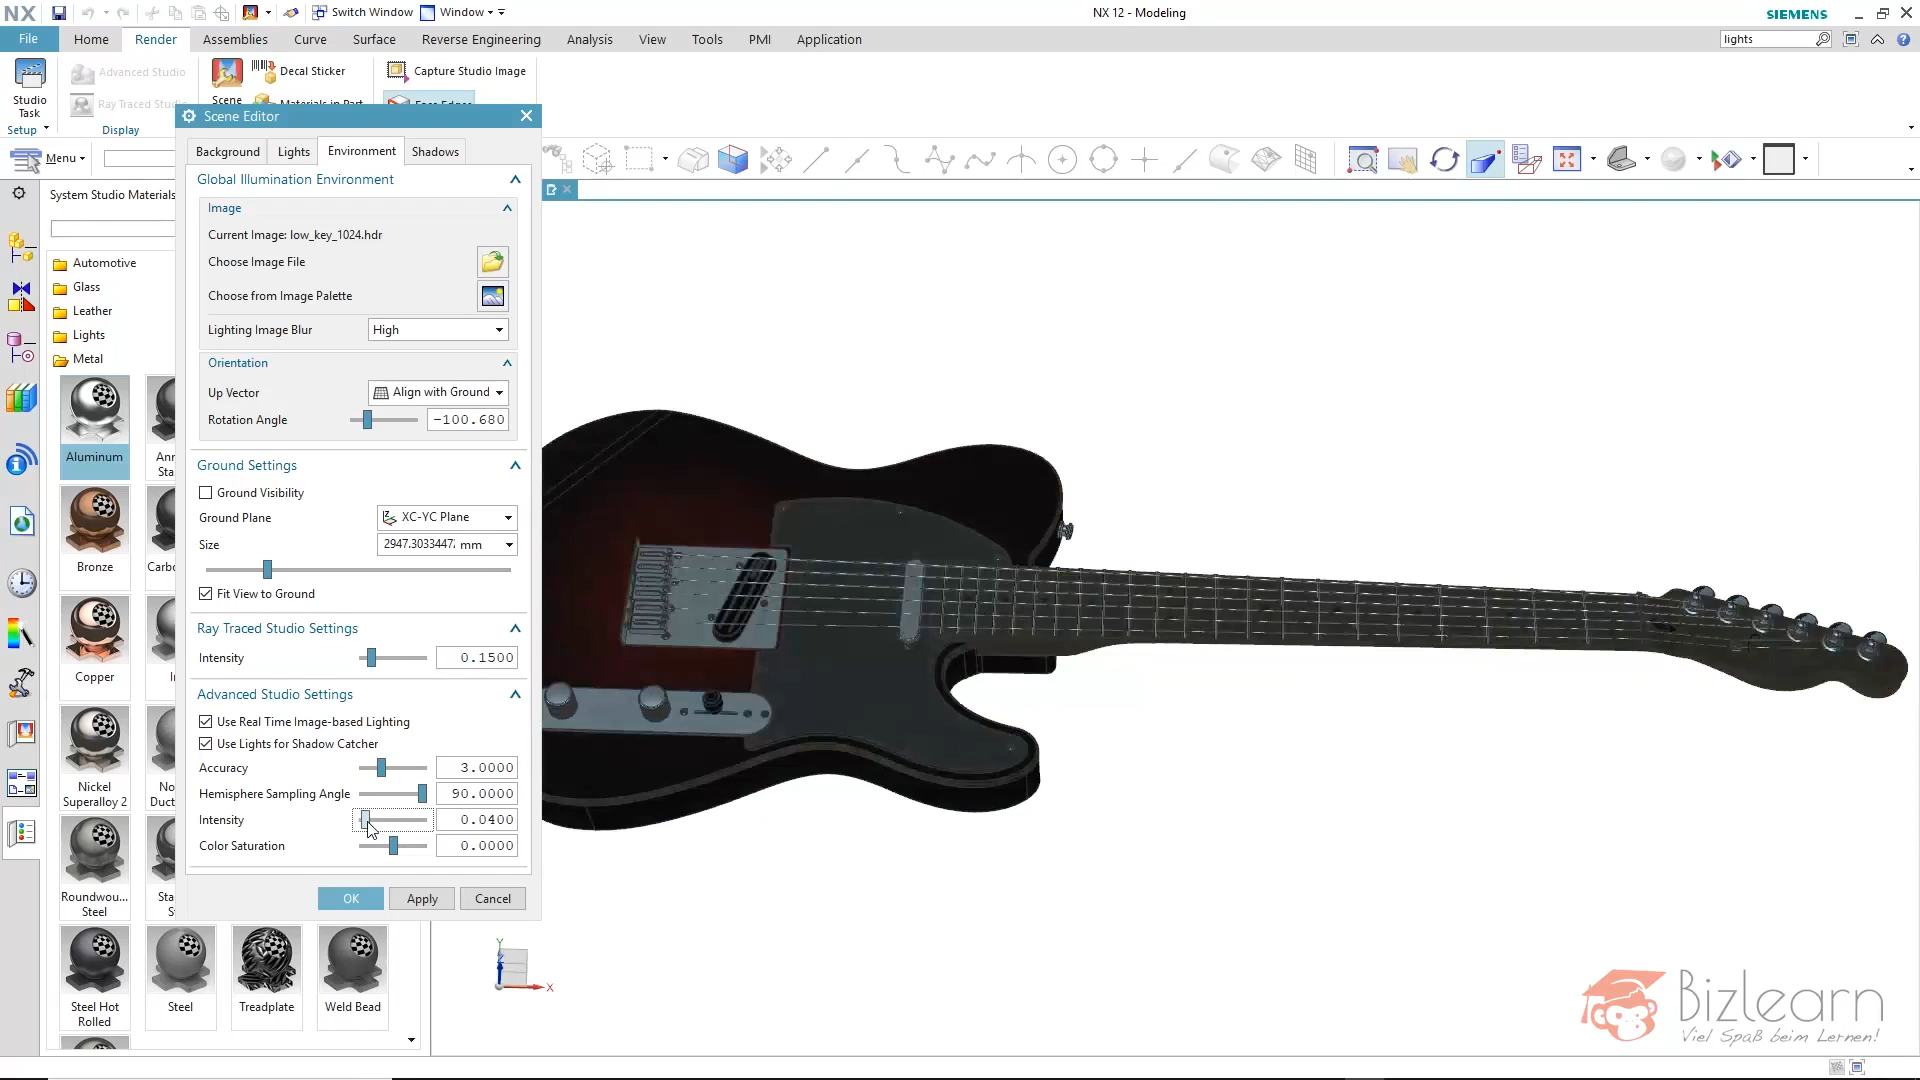 NX
Switch Window
Window
NX 12 - Modeling
SIEMENS
File
Home
Render
Assemblies
Curve
Surface
Reverse Engineering
Analysis
View
Tools
PMI
Application
lights
Studio
Task
Setup
Advanced Studio
Display
Scene
Decal Sticker
Capture Studio Image
Menu
Scene Editor
Background
Lights
Environment
Shadows
Global Illumination Environment
Image
Current Image: low_key_1024.hdr
Choose Image File
Choose from Image Palette
Lighting Image Blur
High
Orientation
Up Vector
Align with Ground
Rotation Angle
-100.680
Ground Settings
Ground Visibility
Ground Plane
XC-YC Plane
Size
mm
Fit View to Ground
Ray Traced Studio Settings
Intensity
0.1500
Advanced Studio Settings
Use Real Time Image-based Lighting
Use Lights for Shadow Catcher
Accuracy
3.0000
Hemisphere Sampling Angle
90.0000
Intensity
0.0400
Color Saturation
0.0000
OK
Apply
Cancel
System Studio Materials
Automotive
Glass
Leather
Lights
Metal
Aluminum
Bronze
Copper
Nickel
Superalloy 2
Roundwou...
Steel
Steel Hot
Rolled
Steel
Treadplate
Weld Bead
Y
Z
X
Bizlearn
Viel Spaß beim Lernen!